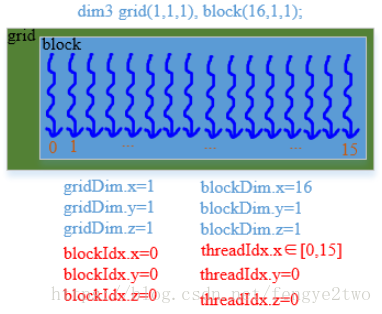 dim3 grid(1,1,1), block(16,1,1);
grid
block
0 1 ... ... ... 15
gridDim.x=1 blockDim.x=16
gridDim.y=1 blockDim.y=1
gridDim.z=1 blockDim.z=1
blockIdx.x=0 threadIdx.x∈[0,15]
blockIdx.y=0 threadIdx.y=0
blockIdx.z=0 threadIdx.z=0
https://blog.csdn.net/fengye2two